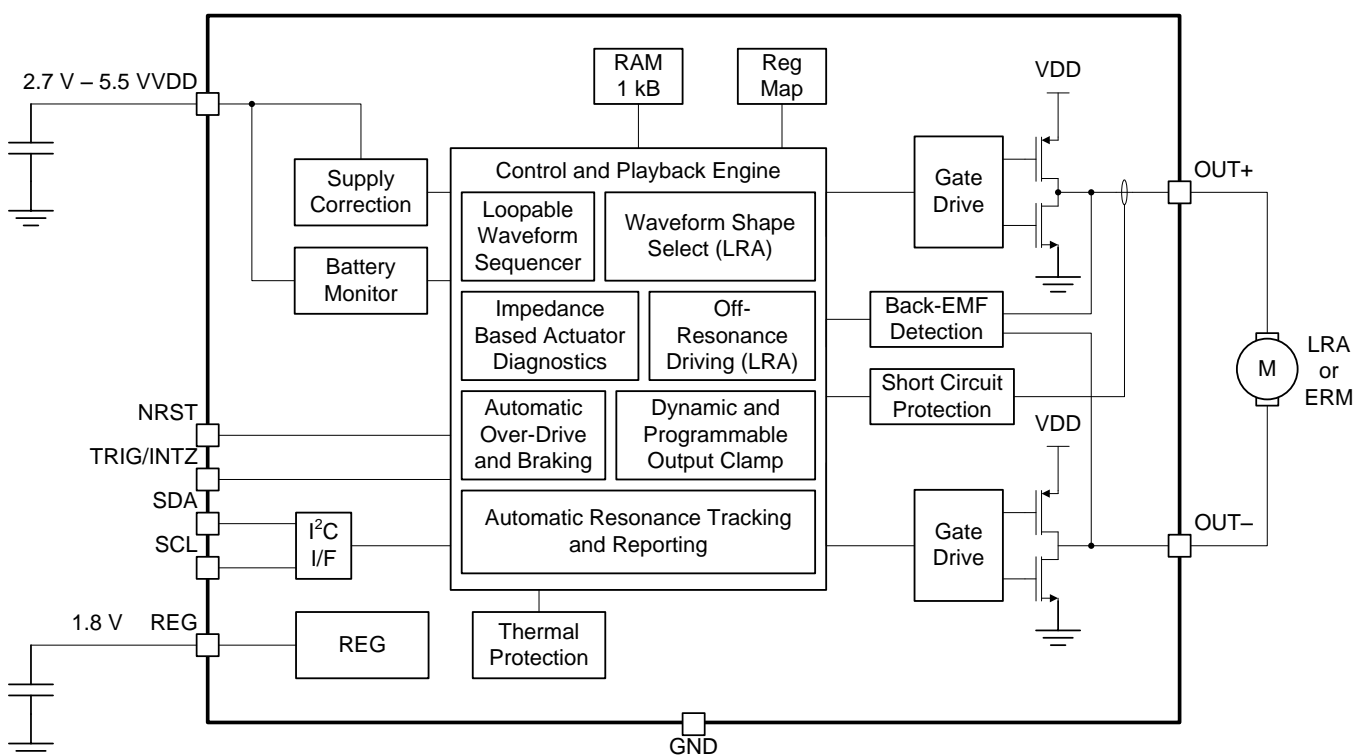 2.7 V – 5.5 V
VDD
RAM
1 kB
Reg
Map
VDD
Supply
Correction
Battery
Monitor
Control and Playback Engine
Loopable
Waveform
Sequencer
Waveform Shape
Select (LRA)
Impedance
Based Actuator
Diagnostics
Off-
Resonance
Driving (LRA)
Automatic
Over-Drive
and Braking
Dynamic and
Programmable
Output Clamp
Automatic Resonance Tracking
and Reporting
Gate
Drive
OUT+
Back-EMF
Detection
Short Circuit
Protection
M
LRA
or
ERM
NRST
TRIG/INTZ
SDA
SCL
I²C
I/F
VDD
Gate
Drive
OUT–
1.8 V
REG
REG
Thermal
Protection
GND